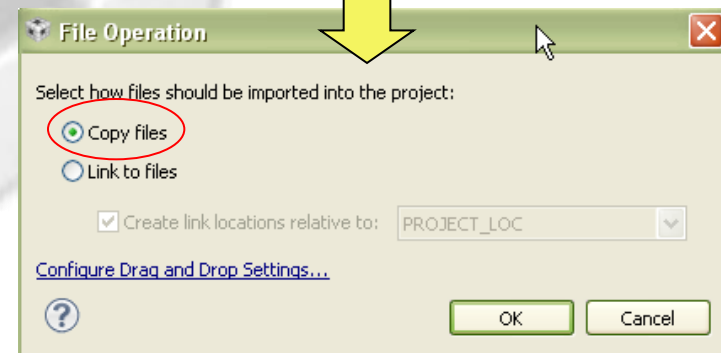 File Operation
Select how files should be imported into the project:
Copy files
Link to files
Create link locations relative to: PROJECT_LOC
Configure Drag and Drop Settings...
? OK Cancel